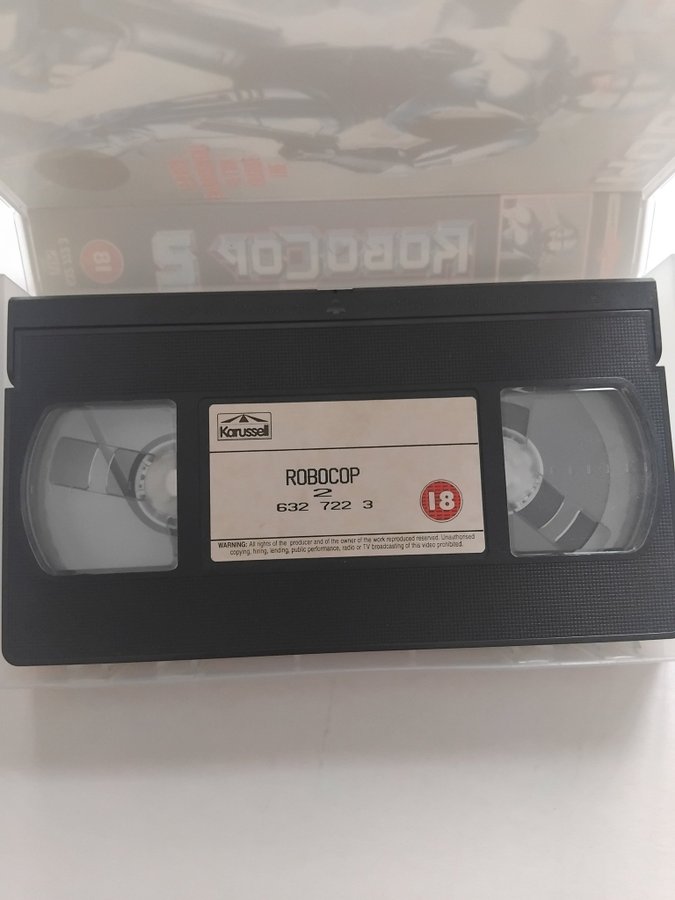 ROBOCOP 2
18
Karussell
ROBOCOP
2
632 722 3
18
WARNING: All rights of the producer and of the owner of the work reproduced reserved. Unauthorised
copying, hiring, lending, public performance, radio or TV broadcasting of this video prohibited.